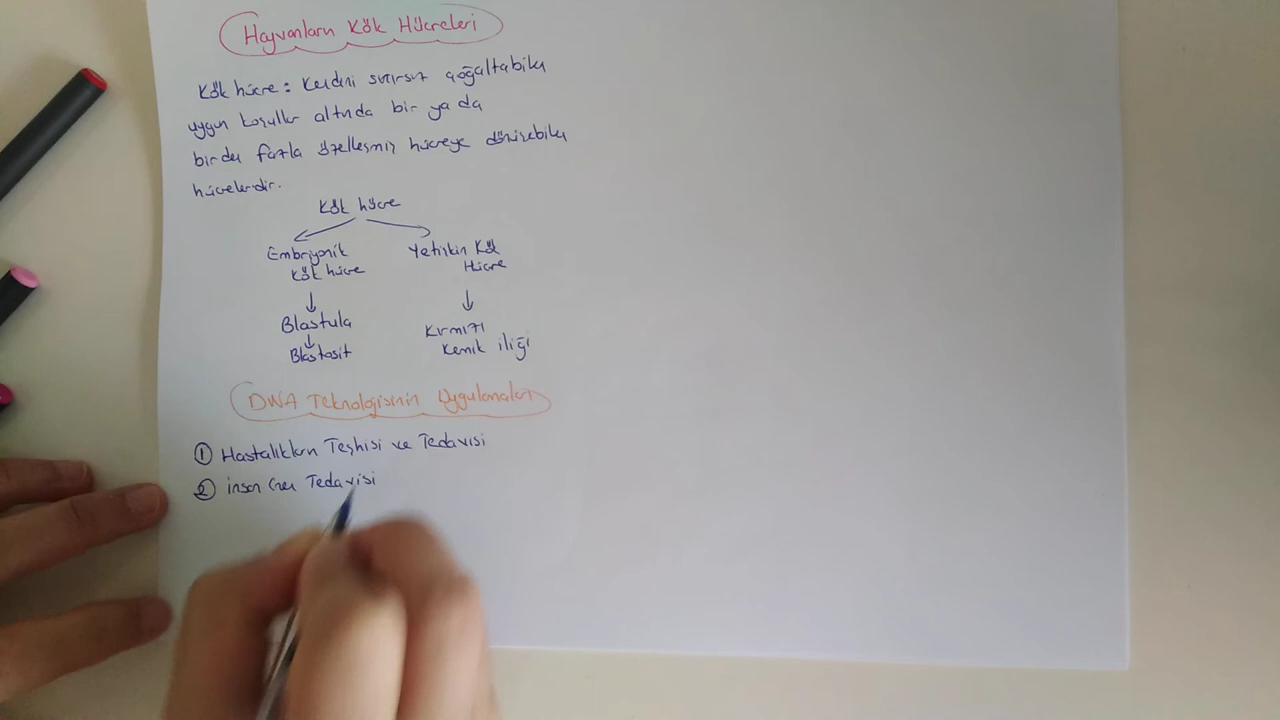 Hayvanların Kök Hücreleri
Kök hücre: Kendini sınırsız çoğaltabilen
uygun koşullar altında bir ya da
birden fazla özelleşmiş hücreye dönüşebilen
hücrelerdir.
Kök hücre
Embriyonik Yetişkin Kök
Kök hücre Hücre
Blastula Kırmızı
Blastosit Kemik iliği
DNA Teknolojisinin Uygulamaları
① Hastalıkların Teşhisi ve Tedavisi
② insan Gen Tedavisi